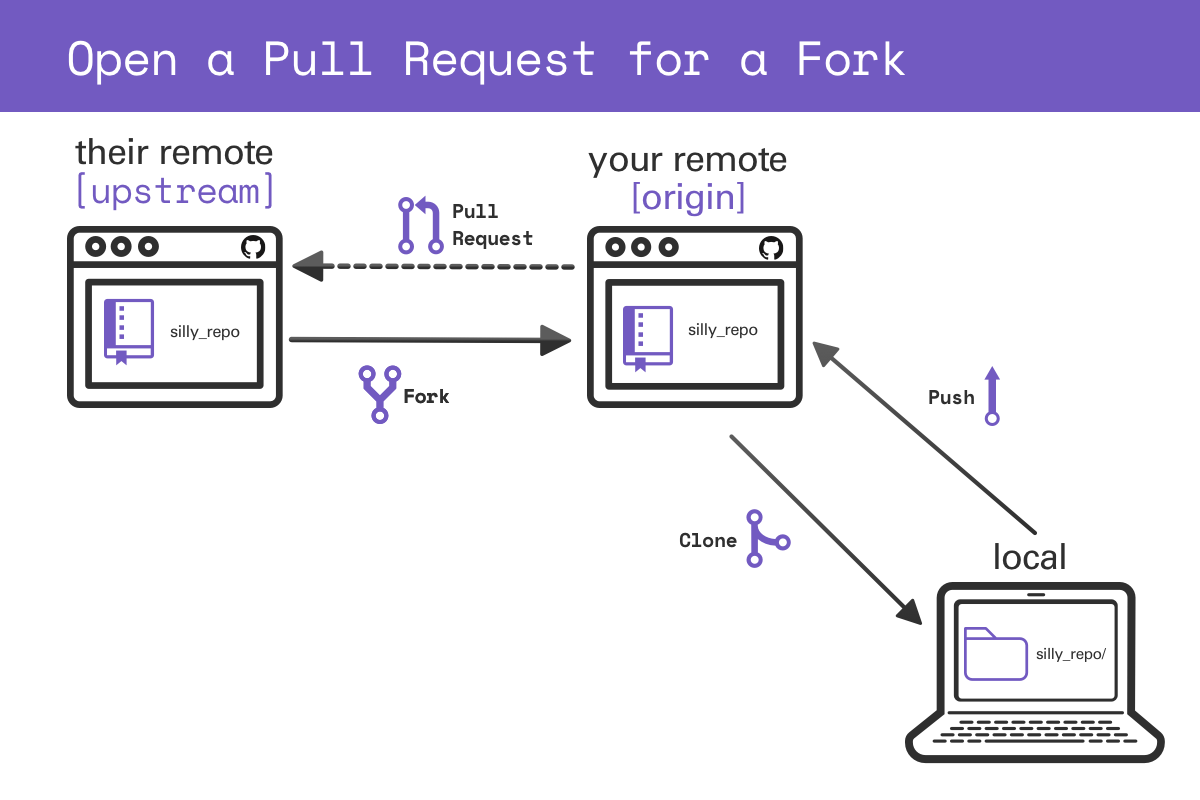 Open a Pull Request for a Fork
their remote
[upstream]
your remote
[origin]
Pull
Request
silly_repo
silly_repo
Fork
Push
Clone
local
silly_repo/